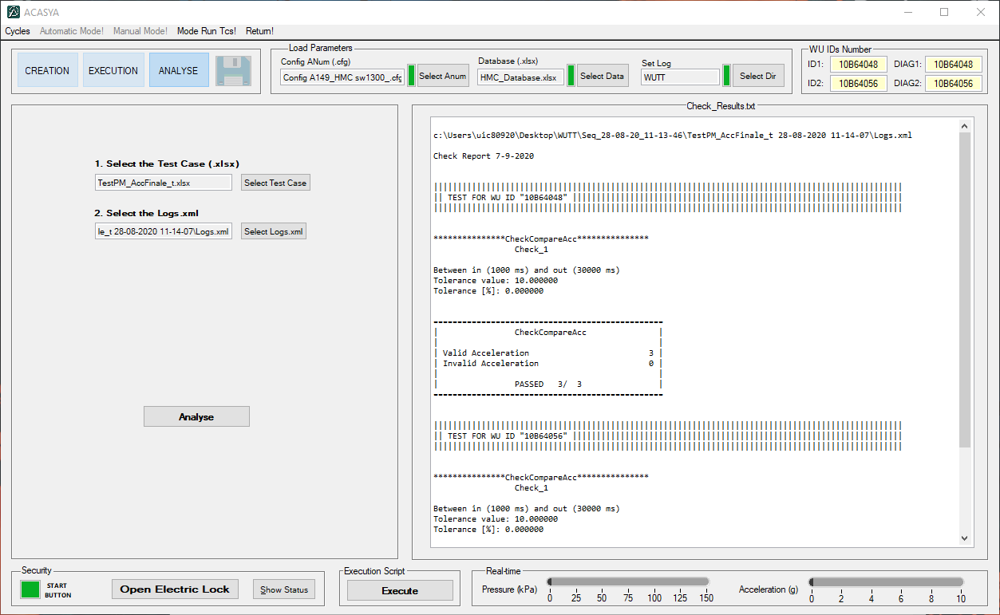 ACASYA
Cycles Automatic Mode! Manual Mode! Mode Run Tcs! Return!
CREATION EXECUTION ANALYSE
Load Parameters
Config ANum (.cfg)
Config A149_HMC sw1300_.cfg
Select Anum
Database (.xlsx)
HMC_Database.xlsx
Select Data
Set Log
WUTT
Select Dir
WU IDs Number
ID1: 10B64048 DIAG1: 10B64048
ID2: 10B64056 DIAG2: 10B64056
1. Select the Test Case (.xlsx)
TestPM_AccFinale_t.xlsx Select Test Case
2. Select the Logs.xml
le_t 28-08-2020 11-14-07\Logs.xml Select Logs.xml
Analyse
Check_Results.txt
c:\Users\uic80920\Desktop\WUTT\Seq_28-08-20_11-13-46\TestPM_AccFinale_t 28-08-2020 11-14-07\Logs.xml
Check Report 7-9-2020
TEST FOR WU ID "10B64048"
***************CheckCompareAcc***************
Check_1
Between in (1000 ms) and out (30000 ms)
Tolerance value: 10.000000
Tolerance [%]: 0.000000
CheckCompareAcc
Valid Acceleration 3
Invalid Acceleration 0
PASSED 3/ 3
TEST FOR WU ID "10B64056"
***************CheckCompareAcc***************
Check_1
Between in (1000 ms) and out (30000 ms)
Tolerance value: 10.000000
Tolerance [%]: 0.000000
Security
START
BUTTON
Open Electric Lock
Show Status
Execution Script
Execute
Real-time
Pressure (kPa)
0 25 50 75 100 125 150
Acceleration (g)
0 2 4 6 8 10